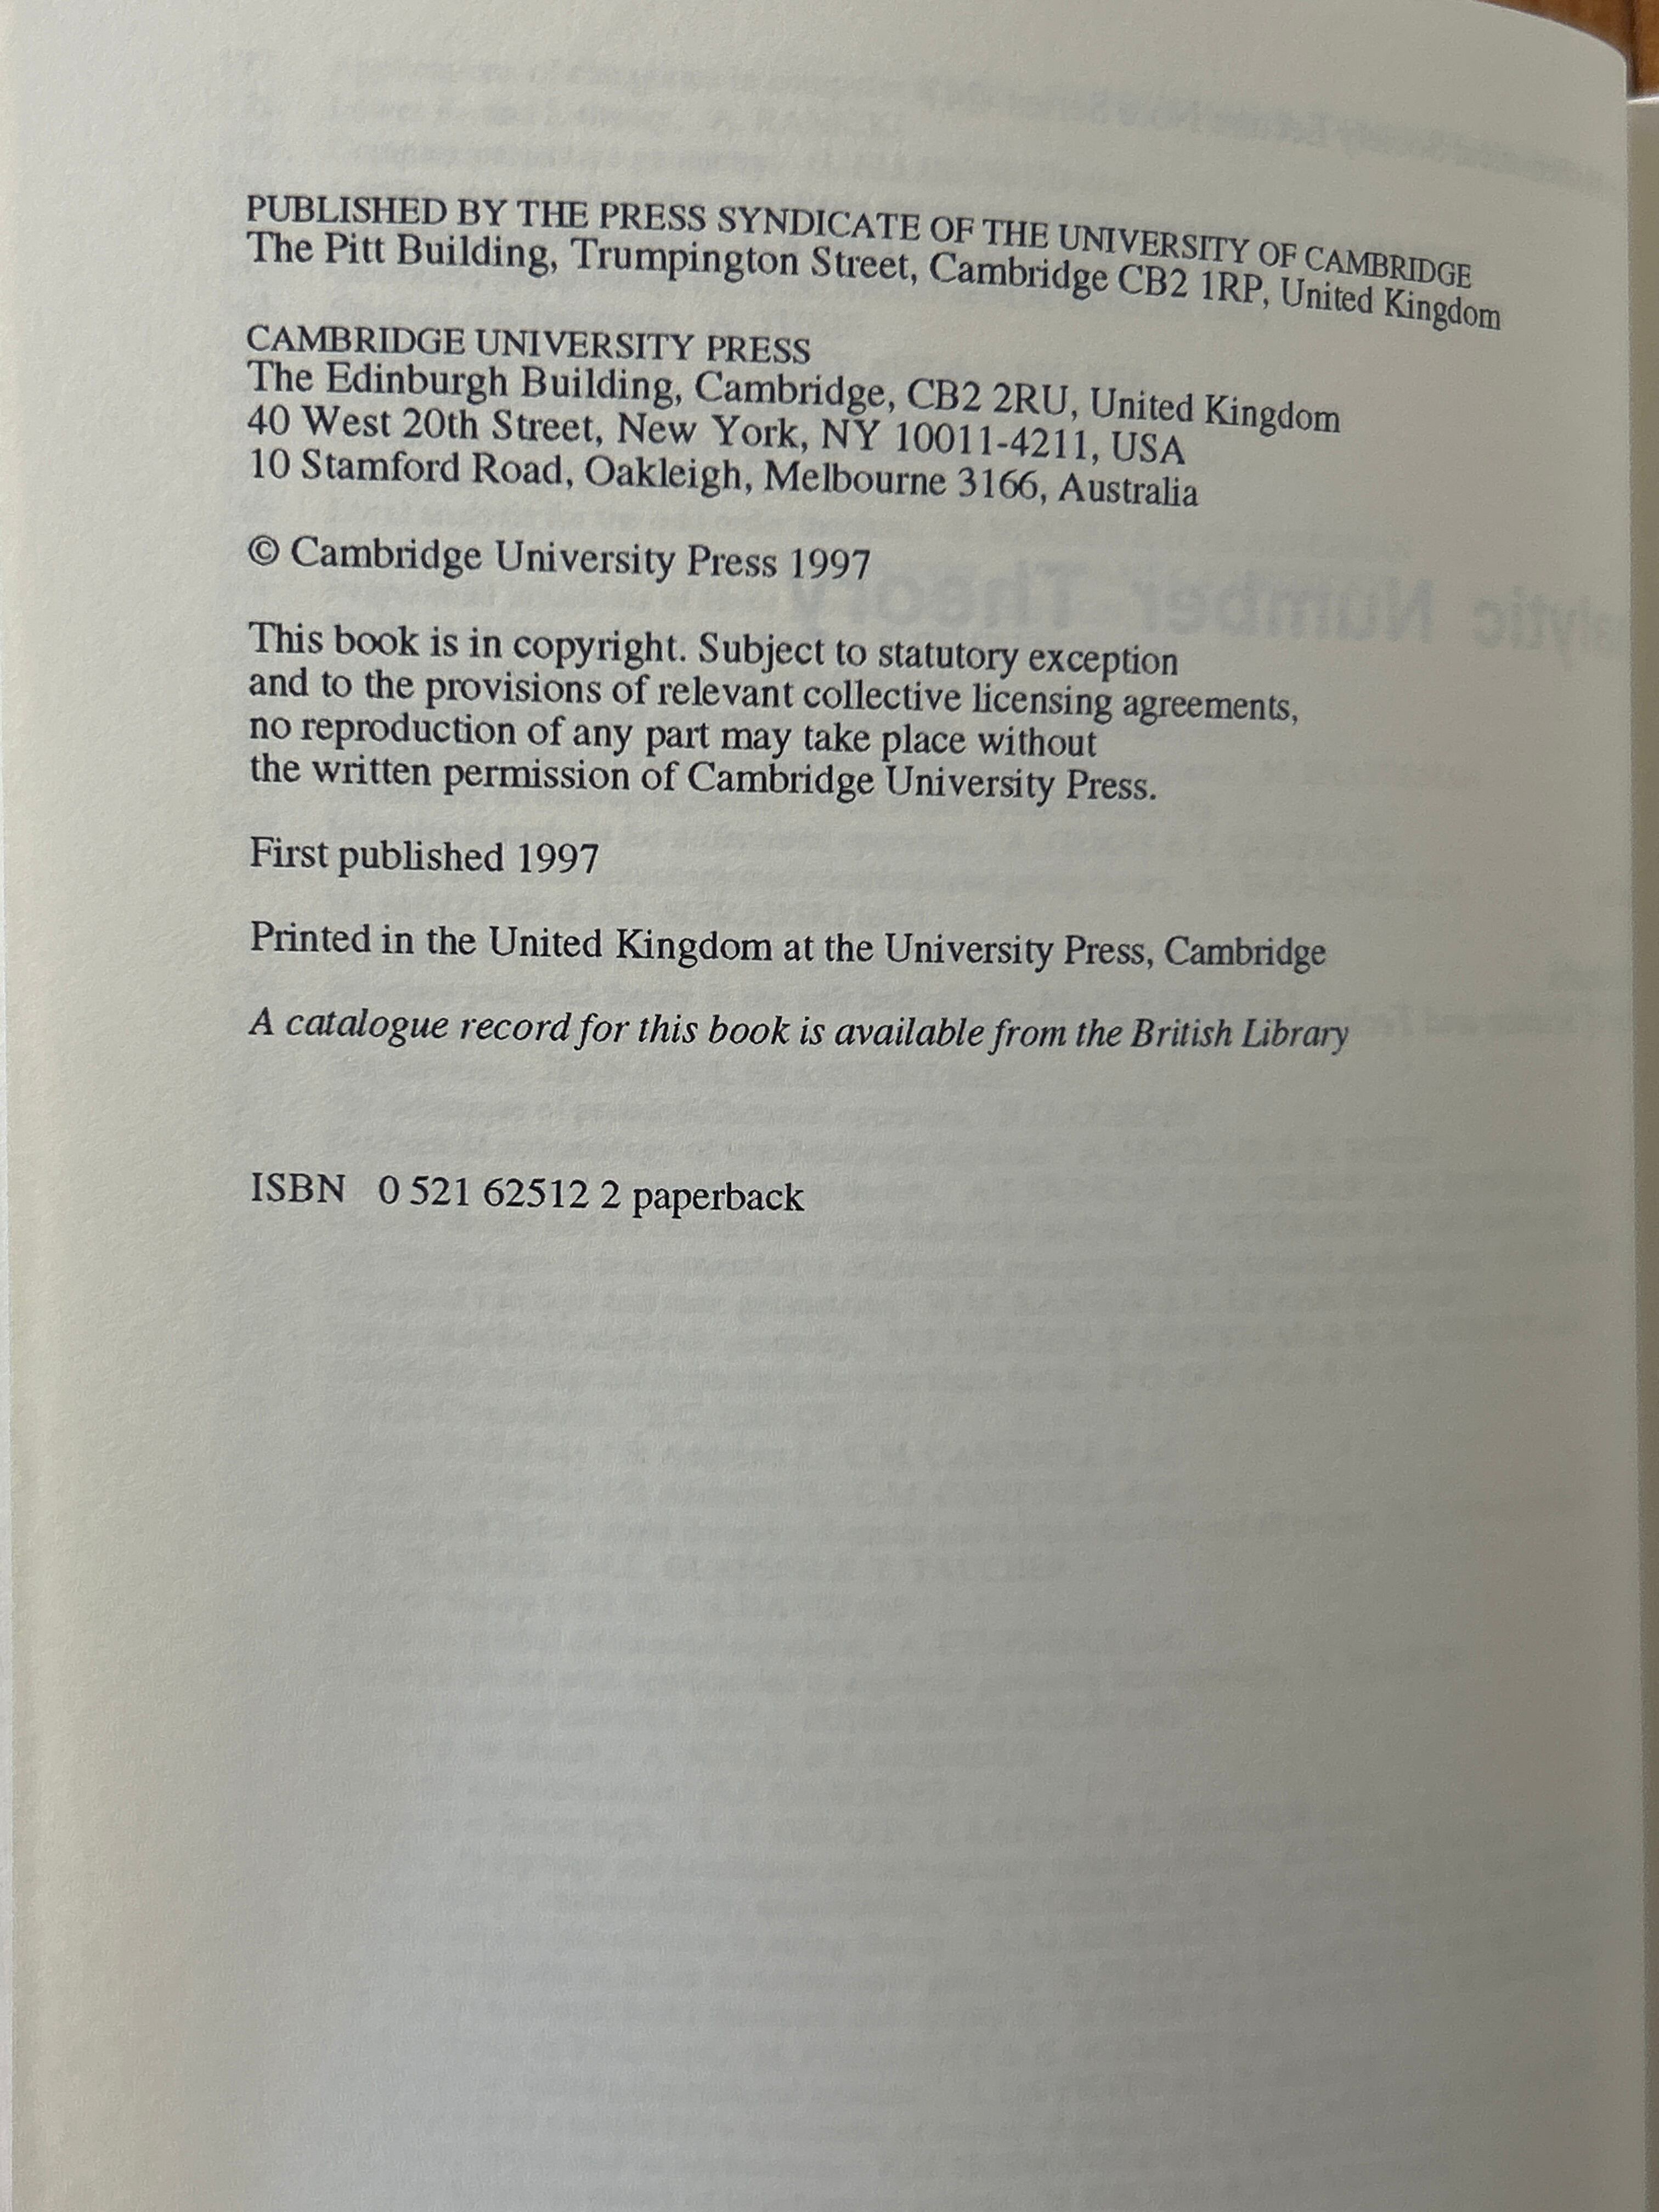 PUBLISHED BY THE PRESS SYNDICATE OF THE UNIVERSITY OF CAMBRIDGE
The Pitt Building, Trumpington Street, Cambridge CB2 1RP, United Kingdom
CAMBRIDGE UNIVERSITY PRESS
The Edinburgh Building, Cambridge, CB2 2RU, United Kingdom
40 West 20th Street, New York, NY 10011-4211, USA
10 Stamford Road, Oakleigh, Melbourne 3166, Australia
© Cambridge University Press 1997
This book is in copyright. Subject to statutory exception
and to the provisions of relevant collective licensing agreements,
no reproduction of any part may take place without
the written permission of Cambridge University Press.
First published 1997
Printed in the United Kingdom at the University Press, Cambridge
A catalogue record for this book is available from the British Library
ISBN 0 521 62512 2 paperback